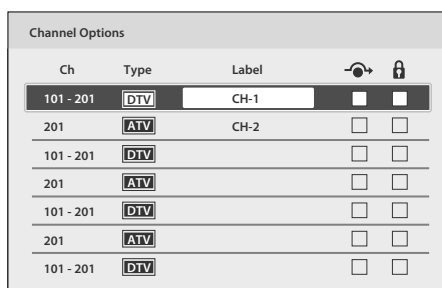 Channel Options
Ch Type Label
101 - 201 DTV CH-1
201 ATV CH-2
101 - 201 DTV
201 ATV
101 - 201 DTV
201 ATV
101 - 201 DTV